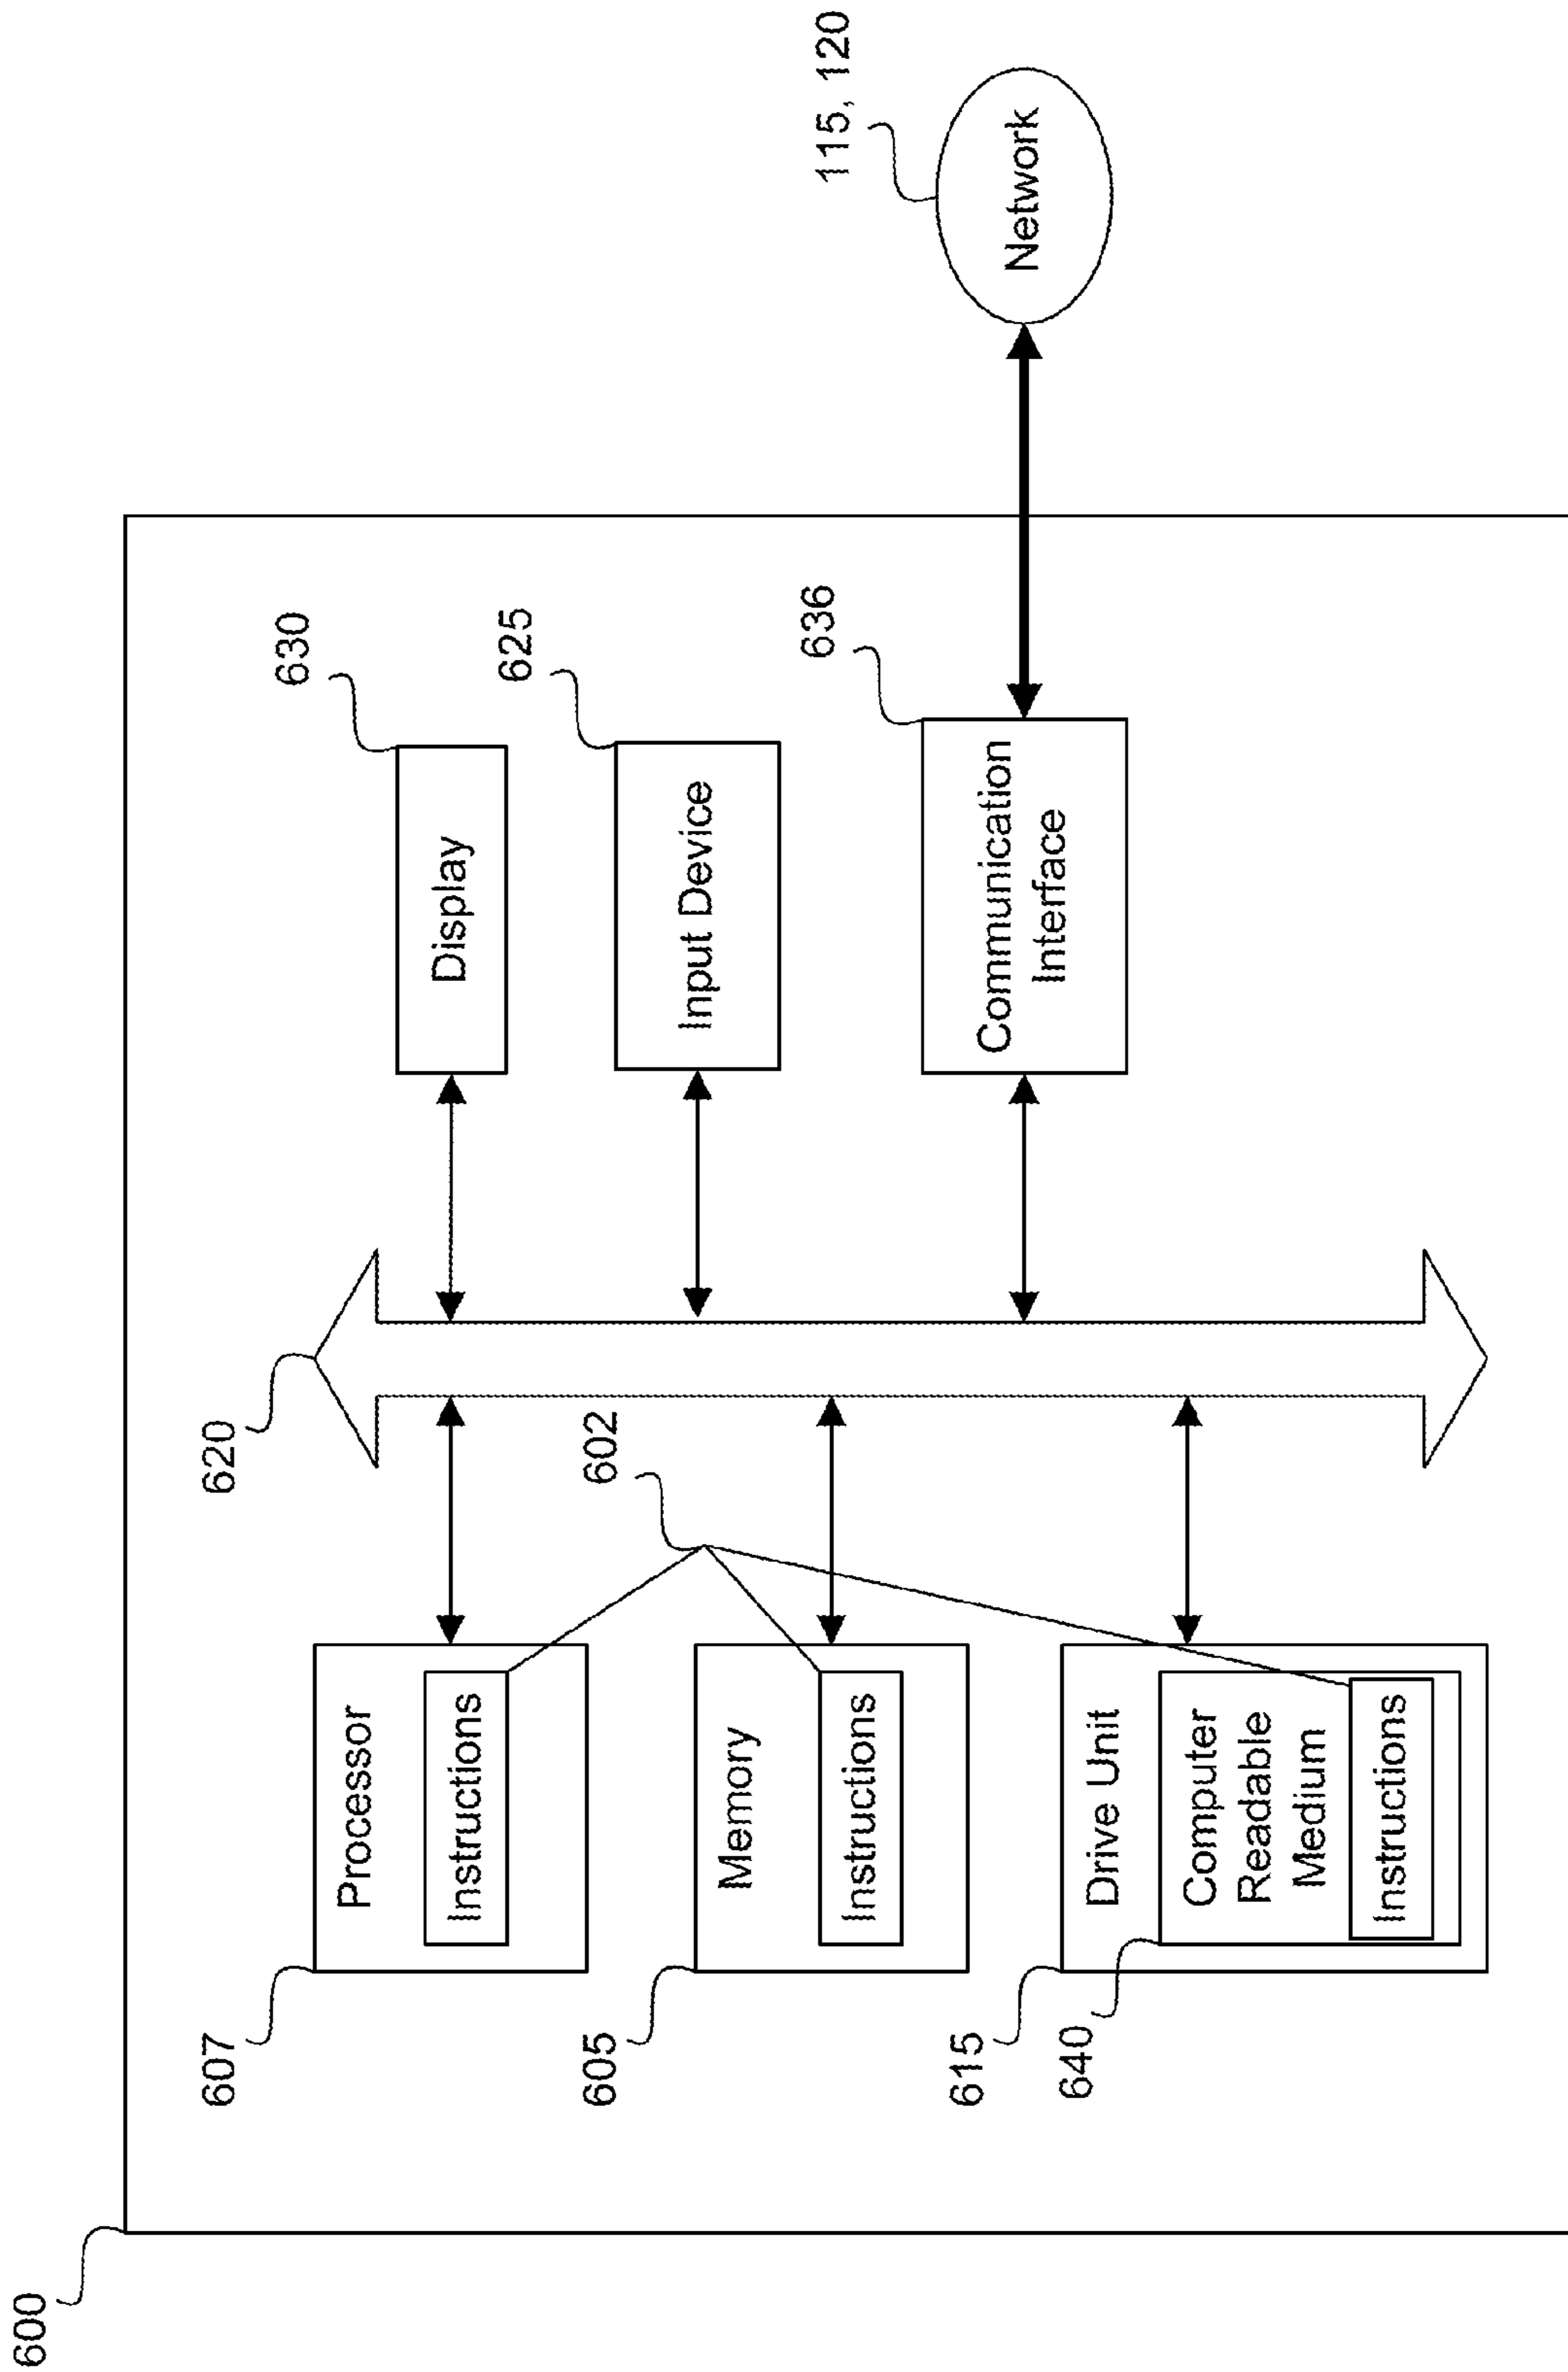 600
620
630
607
Processor
Instructions
Display
602
625
Input Device
605
Memory
Instructions
636
Communication
Interface
115, 120
Network
615
Drive Unit
640
Computer
Readable
Medium
Instructions